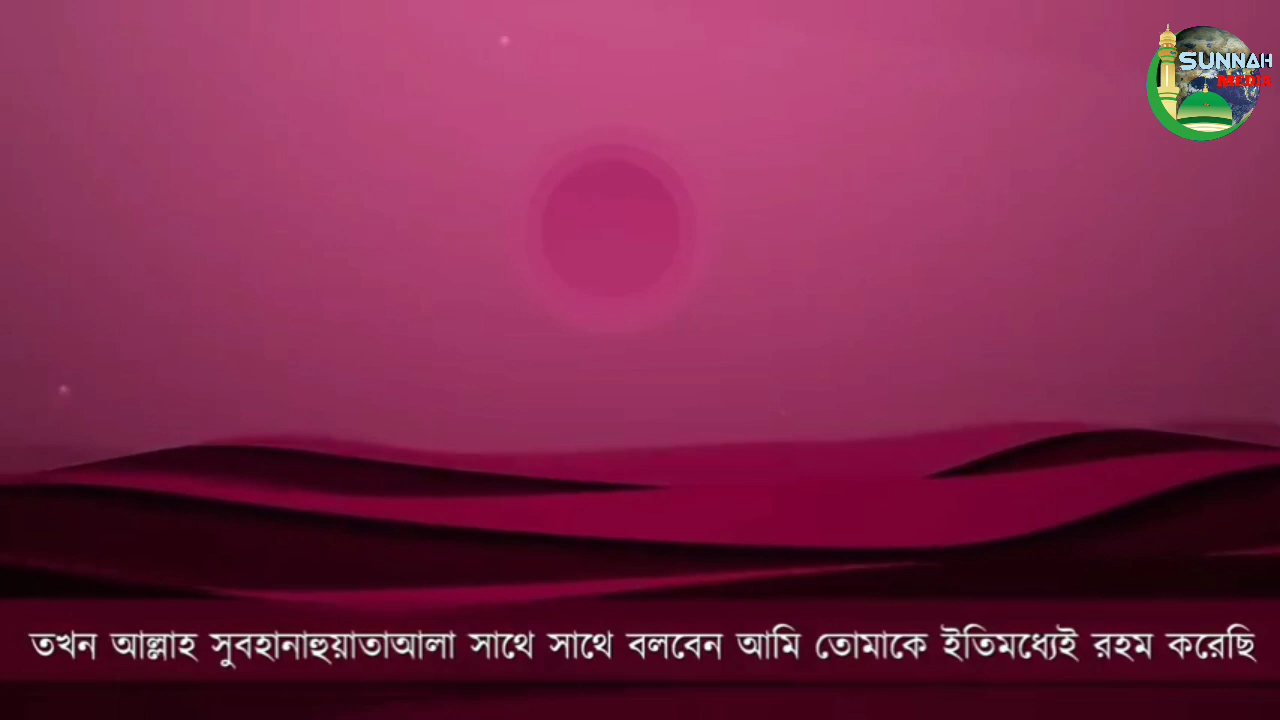 SUNNAH
MEDIA
তখন আল্লাহ সুবহানাহুয়াতাআলা সাথে সাথে বলবেন আমি তোমাকে ইতিমধ্যেই রহম করেছি